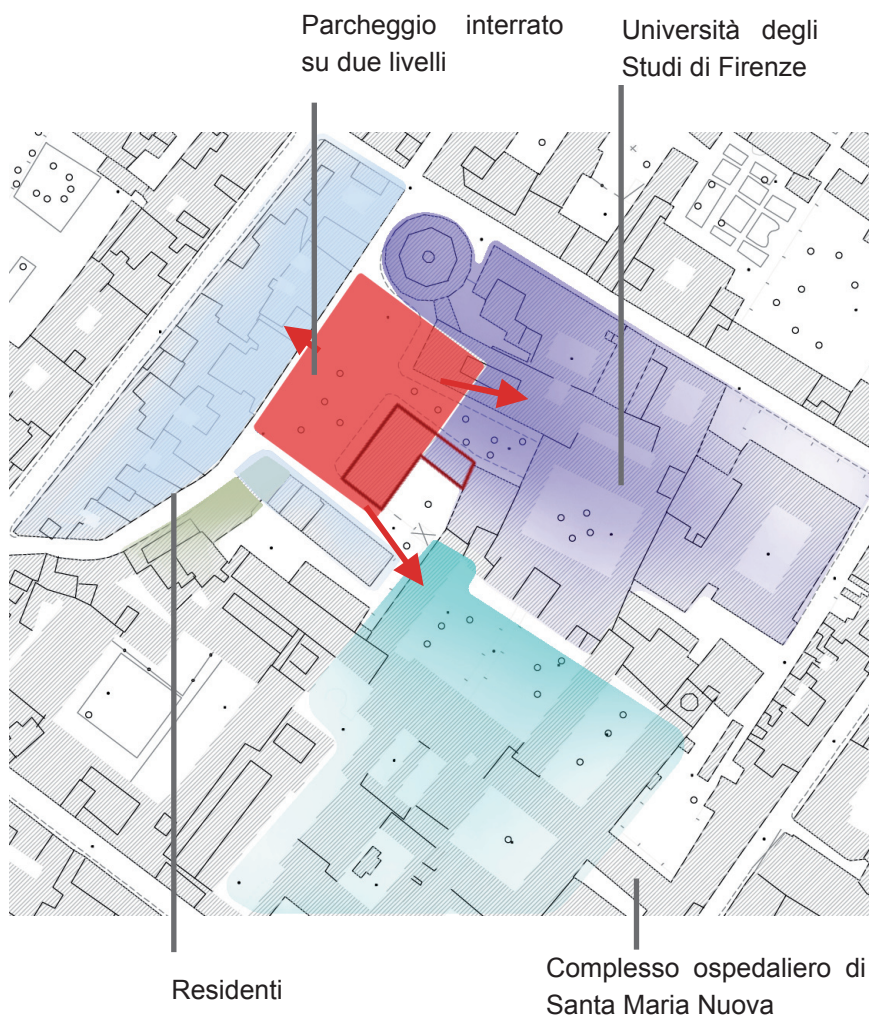 Parcheggio interrato
su due livelli
Università degli
Studi di Firenze
Residenti
Complesso ospedaliero di
Santa Maria Nuova